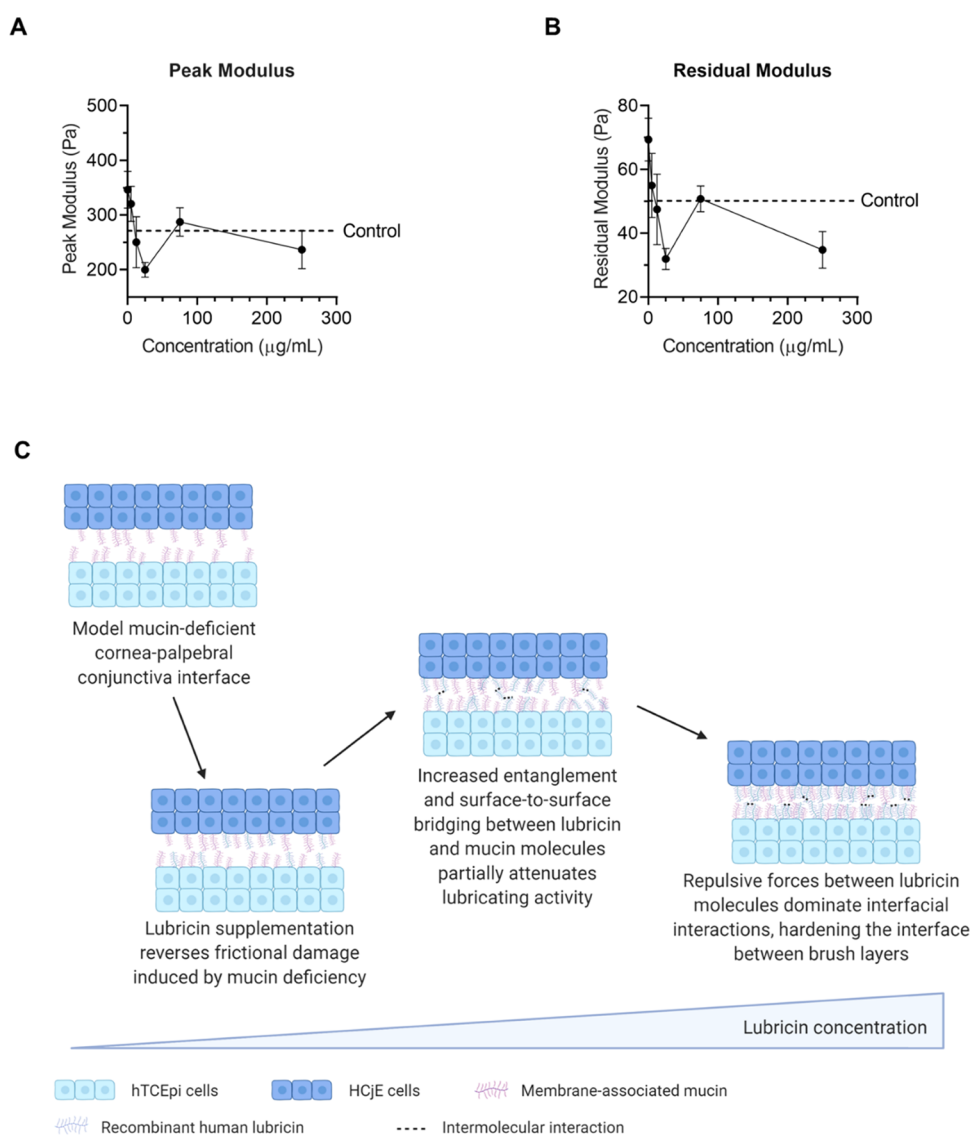 A
B
Peak Modulus
Residual Modulus
Peak Modulus (Pa)
500
400
300
200
Control
0
100
200
300
Concentration (μg/mL)
Residual Modulus (Pa)
80
60
40
20
Control
0
100
200
300
Concentration (μg/mL)
C
Model mucin-deficient
cornea-palpebral
conjunctiva interface
Lubricin supplementation
reverses frictional damage
induced by mucin deficiency
Increased entanglement
and surface-to-surface
bridging between lubricin
and mucin molecules
partially attenuates
lubricating activity
Repulsive forces between lubricin
molecules dominate interfacial
interactions, hardening the interface
between brush layers
Lubricin concentration
hTCEpi cells
HCjE cells
Membrane-associated mucin
Recombinant human lubricin
Intermolecular interaction